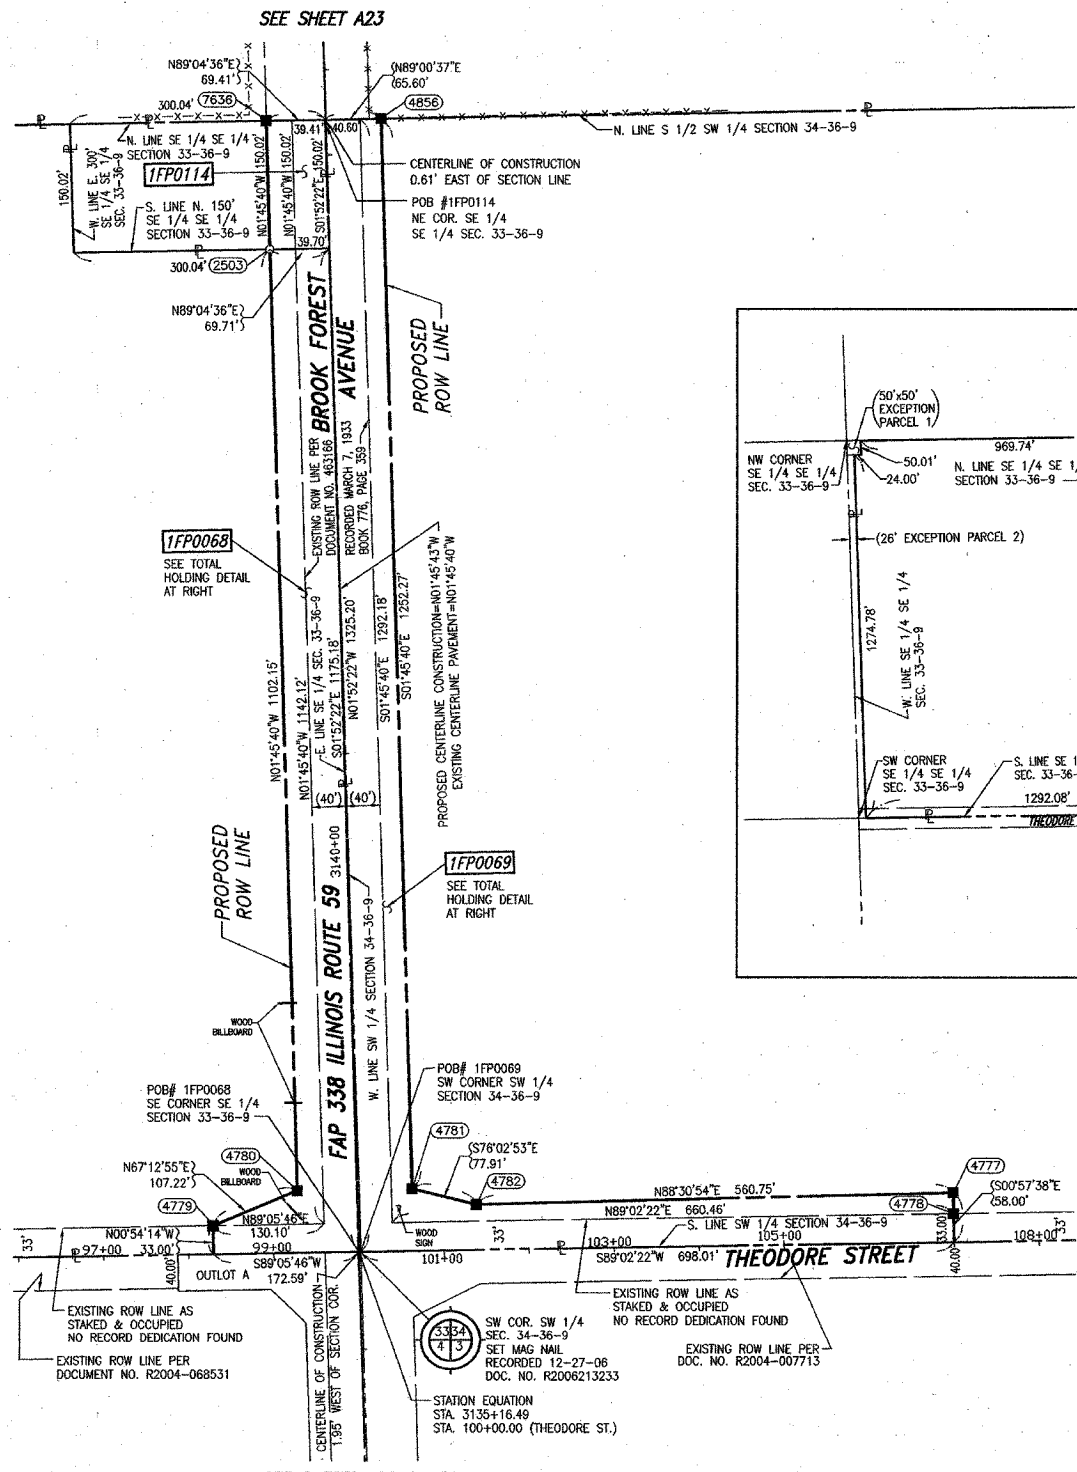 SEE SHEET A23
N89°04'36"E
69.41'
(N89°00'37"E
(65.60'
300.04'
7636
4856
N. LINE SE 1/4 SE 1/4
SECTION 33-36-9
39.41'
40.60'
N. LINE S 1/2 SW 1/4 SECTION 34-36-9
1FP0114
CENTERLINE OF CONSTRUCTION
0.61' EAST OF SECTION LINE
150.02'
W. LINE E. 300'
SE 1/4 SE 1/4
SEC. 33-36-9
S. LINE N. 150'
SE 1/4 SE 1/4
SECTION 33-36-9
N01°45'40"W 150.02'
N01°45'40"W 150.02'
S01°52'22"E 150.02'
POB #1FP0114
NE COR. SE 1/4
SE 1/4 SEC. 33-36-9
39.70'
300.04'
2503
N89°04'36"E
69.71'
BROOK FOREST
AVENUE
PROPOSED
ROW LINE
EXISTING ROW LINE PER
DOCUMENT NO. 463166
RECORDED MARCH 7, 1933
BOOK 776, PAGE 359
1FP0068
SEE TOTAL
HOLDING DETAIL
AT RIGHT
N01°45'40"W 1102.15'
N01°45'40"W 1142.12'
E. LINE SE 1/4 SEC. 33-36-9
S01°52'22"E 1175.18'
N01°52'22"W 1325.20'
S01°45'40"E 1292.18'
S01°45'40"E 1252.27'
PROPOSED CENTERLINE CONSTRUCTION=N01°45'43"W
EXISTING CENTERLINE PAVEMENT=N01°45'40"W
(40')
(40')
3140+00
1FP0069
SEE TOTAL
HOLDING DETAIL
AT RIGHT
PROPOSED
ROW LINE
FAP 338 ILLINOIS ROUTE 59
W. LINE SW 1/4 SECTION 34-36-9
WOOD
BILLBOARD
POB# 1FP0068
SE CORNER SE 1/4
SECTION 33-36-9
POB# 1FP0069
SW CORNER SW 1/4
SECTION 34-36-9
4780
4781
N67°12'55"E
107.22'
WOOD
BILLBOARD
(S76°02'53"E
(77.91'
4782
4777
4779
N89°05'46"E
130.10'
WOOD
SIGN
N88°30'54"E 560.75'
N89°02'22"E 660.46'
4778
(S00°57'38"E
(58.00'
N00°54'14"W
33.00'
S. LINE SW 1/4 SECTION 34-36-9
33'
97+00
99+00
101+00
33'
103+00
105+00
33.00'
108+00
33'
S89°05'46"W
172.59'
S89°02'22"W 698.01'
THEODORE STREET
40.00'
OUTLOT A
40.00'
EXISTING ROW LINE AS
STAKED & OCCUPIED
NO RECORD DEDICATION FOUND
EXISTING ROW LINE PER
DOCUMENT NO. R2004-068531
CENTERLINE OF CONSTRUCTION
1.95' WEST OF SECTION COR.
33 34
4 3
SW COR. SW 1/4
SEC. 34-36-9
SET MAG NAIL
RECORDED 12-27-06
DOC. NO. R2006213233
EXISTING ROW LINE AS
STAKED & OCCUPIED
NO RECORD DEDICATION FOUND
EXISTING ROW LINE PER
DOC. NO. R2004-007713
STATION EQUATION
STA. 3135+16.49
STA. 100+00.00 (THEODORE ST.)
(50'x50'
EXCEPTION
PARCEL 1)
NW CORNER
SE 1/4 SE 1/4
SEC. 33-36-9
50.01'
24.00'
969.74'
N. LINE SE 1/4 SE 1/
SECTION 33-36-9
(26' EXCEPTION PARCEL 2)
1274.78'
W. LINE SE 1/4 SE 1/4
SEC. 33-36-9
SW CORNER
SE 1/4 SE 1/4
SEC. 33-36-9
S. LINE SE 1
SEC. 33-36-
1292.08'
THEODORE